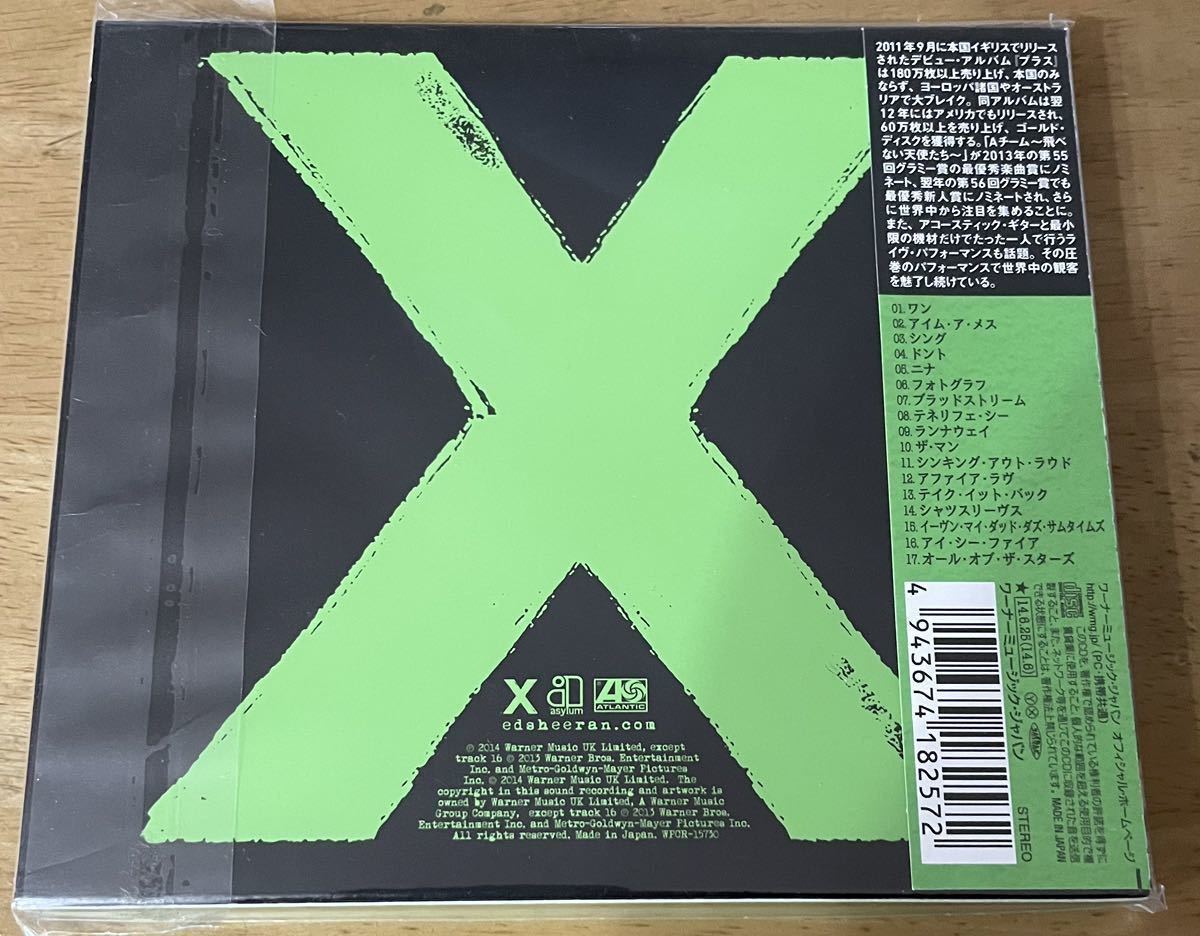 2011年9月に本国イギリスでリリース
されたデビュー・アルバム『プラス』
は180万枚以上売り上げ、本国のみ
ならず、ヨーロッパ諸国やオーストラ
リアで大ブレイク。同アルバムは翌
12年にはアメリカでもリリースされ、
60万枚以上を売り上げ、ゴールド・
ディスクを獲得する。「Aチーム〜飛べ
ない天使たち〜」が2013年の第55
回グラミー賞の最優秀楽曲賞にノミ
ネート、翌年の第56回グラミー賞でも
最優秀新人賞にノミネートされ、さら
に世界中から注目を集めることに。
また、アコースティック・ギターと最小
限の機材だけでたった一人で行うラ
イヴ・パフォーマンスも話題。その圧
巻のパフォーマンスで世界中の観客
を魅了し続けている。
01.ワン
02.アイム・ア・メス
03.シング
04.ドント
05.ニナ
06.フォトグラフ
07.ブラッドストリーム
08.テネリフェ・シー
09.ランナウェイ
10.ザ・マン
11.シンキング・アウト・ラウド
12.アファイア・ラヴ
13.テイク・イット・バック
14.シャツスリーヴス
15.イーヴン・マイ・ダッド・ダズ・サムタイムズ
16.アイ・シー・ファイア
17.オール・オブ・ザ・スターズ
ワーナーミュージック・ジャパン オフィシャル・ホームページ
http://wmg.jp/(PC・携帯共通)
STEREO
MADE IN JAPAN
ワーナーミュージック・ジャパン
4 943674 182572
X
asylum
ATLANTIC
edsheeran.com
℗ 2014 Warner Music UK Limited, except
track 16 ℗ 2013 Warner Bros. Entertainment
Inc. and Metro-Goldwyn-Mayer Pictures
Inc. © 2014 Warner Music UK Limited. The
copyright in this sound recording and artwork is
owned by Warner Music UK Limited, A Warner Music
Group Company, except track 16 © 2013 Warner Bros.
Entertainment Inc. and Metro-Goldwyn-Mayer Pictures Inc.
All rights reserved. Made in Japan. WPCR-15730